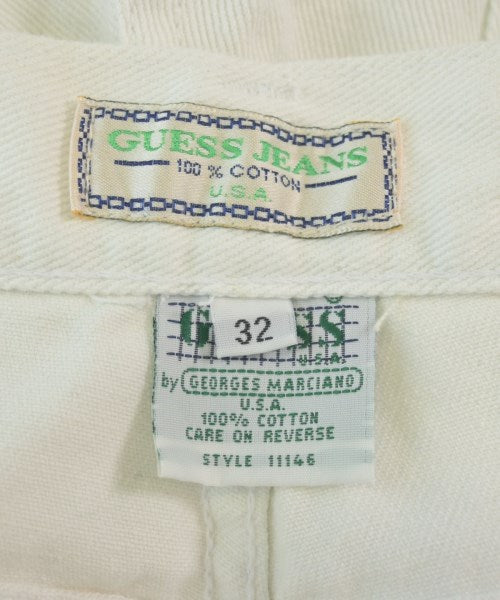 GUESS JEANS
100 % COTTON
U.S.A.
32
U.S.A.
by GEORGES MARCIANO
U.S.A.
100% COTTON
CARE ON REVERSE
STYLE 11146